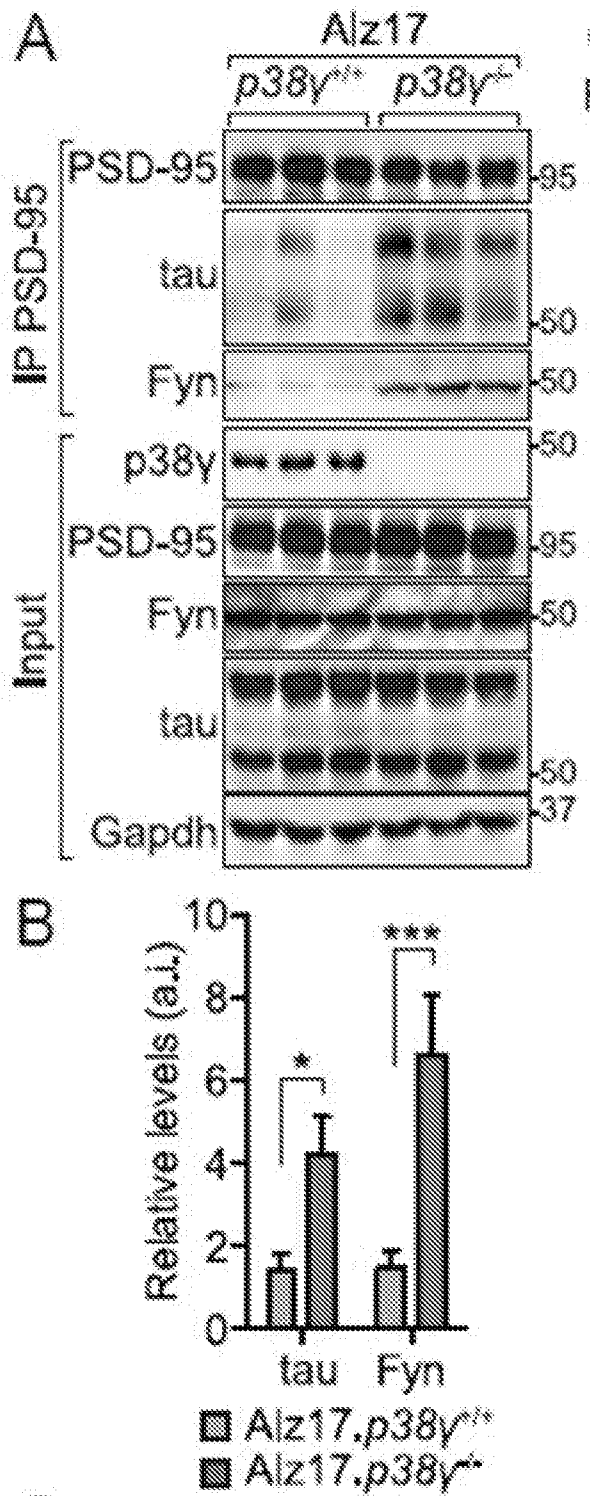 A
Alz17
p38γ+/+ p38γ-/-
IP PSD-95
PSD-95
-95
tau
-50
Fyn
-50
Input
p38γ
-50
PSD-95
-95
Fyn
-50
tau
-50
Gapdh
-37
B
Relative levels (a.i.)
10
8
6
4
2
0
*
***
tau Fyn
Alz17.p38γ+/+
Alz17.p38γ-/-